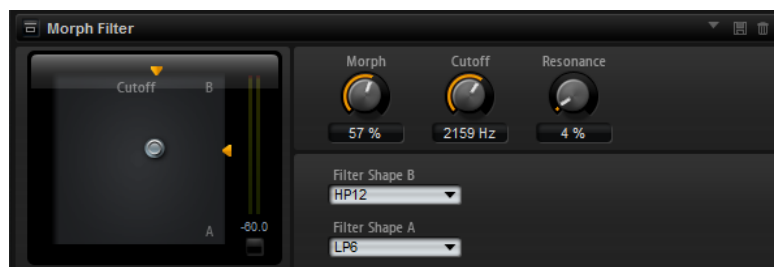 Morph Filter
Cutoff B
A
-60.0
Morph Cutoff Resonance
57 % 2159 Hz 4 %
Filter Shape B
HP12
Filter Shape A
LP6